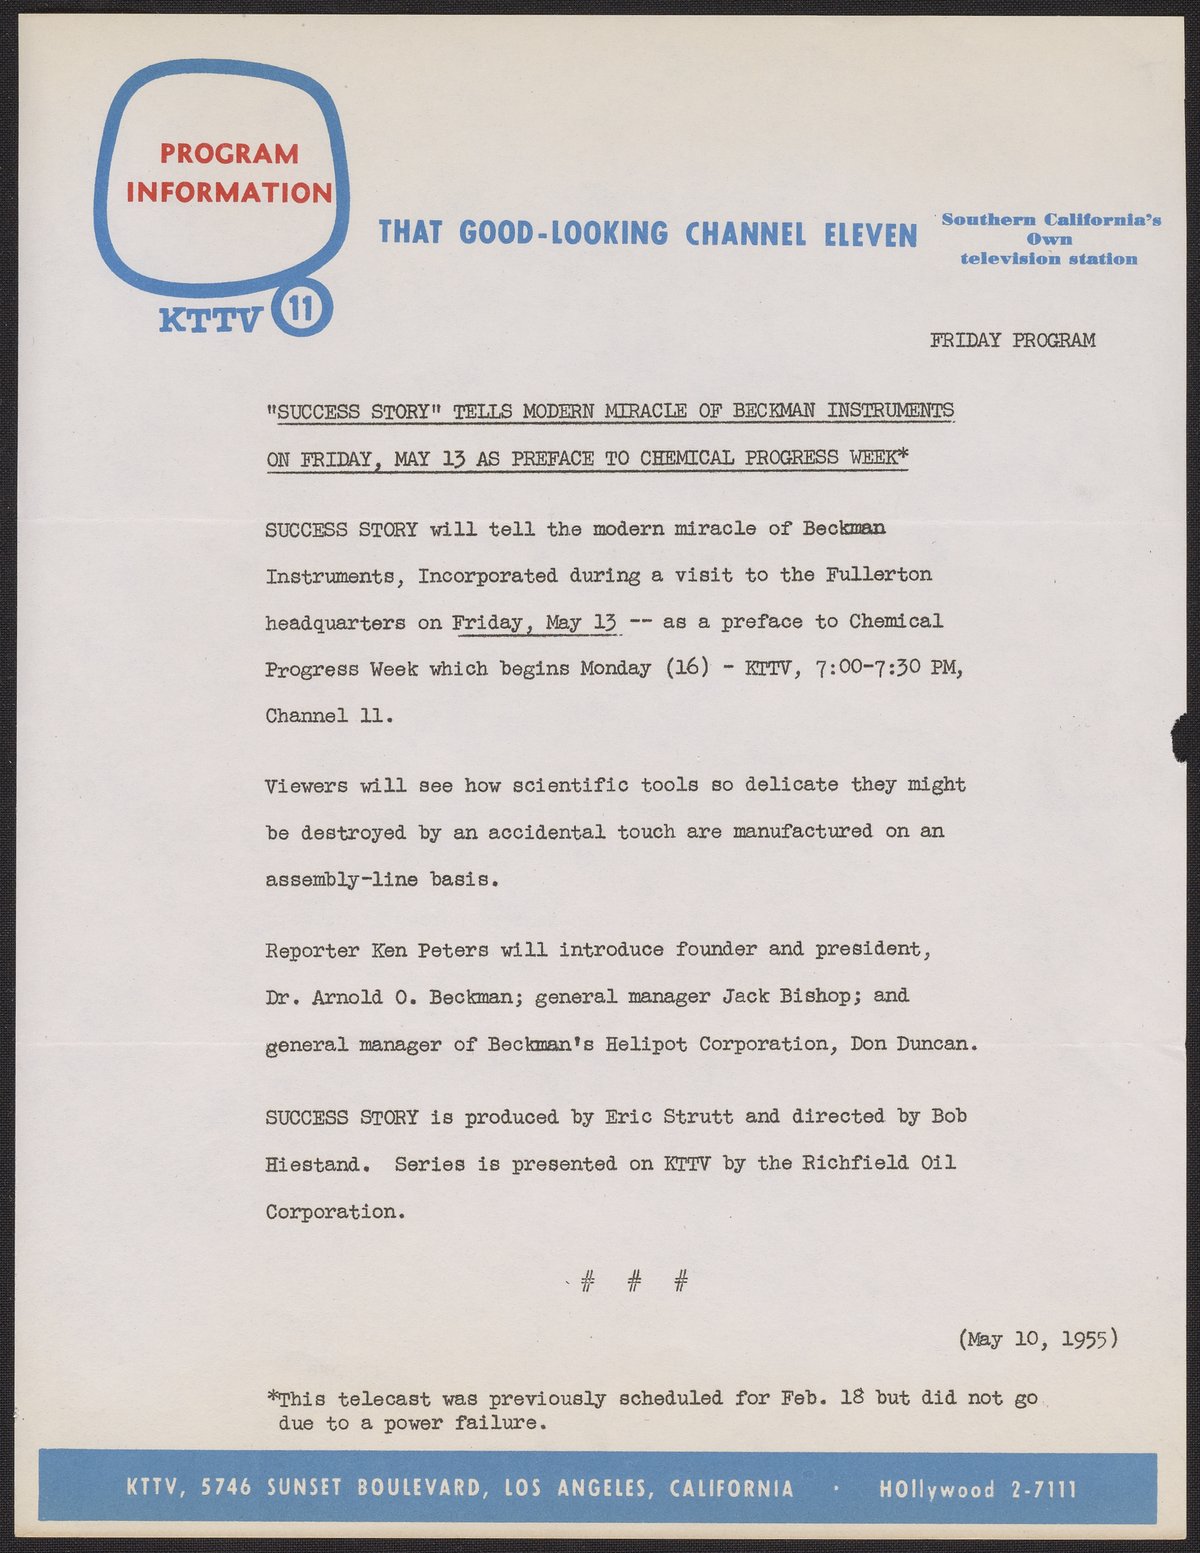 PROGRAM
INFORMATION
KTTV 11
THAT GOOD-LOOKING CHANNEL ELEVEN
Southern California's
Own
television station
FRIDAY PROGRAM
"SUCCESS STORY" TELLS MODERN MIRACLE OF BECKMAN INSTRUMENTS
ON FRIDAY, MAY 13 AS PREFACE TO CHEMICAL PROGRESS WEEK*
SUCCESS STORY will tell the modern miracle of Beckman
Instruments, Incorporated during a visit to the Fullerton
headquarters on Friday, May 13 -- as a preface to Chemical
Progress Week which begins Monday (16) - KTTV, 7:00-7:30 PM,
Channel 11.
Viewers will see how scientific tools so delicate they might
be destroyed by an accidental touch are manufactured on an
assembly-line basis.
Reporter Ken Peters will introduce founder and president,
Dr. Arnold O. Beckman; general manager Jack Bishop; and
general manager of Beckman's Helipot Corporation, Don Duncan.
SUCCESS STORY is produced by Eric Strutt and directed by Bob
Hiestand. Series is presented on KTTV by the Richfield Oil
Corporation.
# # #
(May 10, 1955)
*This telecast was previously scheduled for Feb. 18 but did not go
due to a power failure.
KTTV, 5746 SUNSET BOULEVARD, LOS ANGELES, CALIFORNIA • HOllywood 2-7111